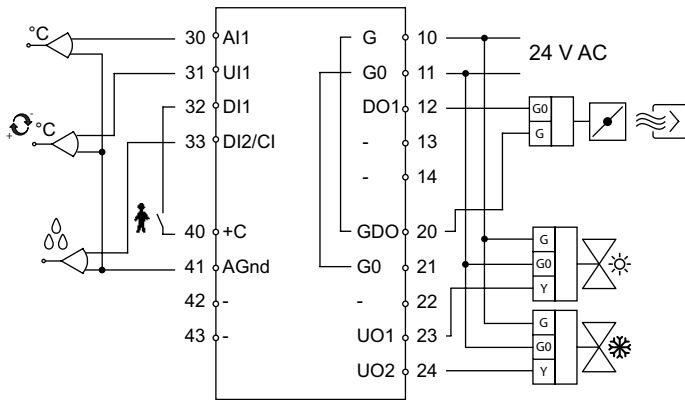 °C
30 AI1
G 10
24 V AC
31 UI1
G0 11
+ °C -
32 DI1
DO1 12
G0
G
33 DI2/CI
- 13
- 14
40 +C
GDO 20
G
G0
Y
41 AGnd
G0 21
42 -
- 22
43 -
UO1 23
G
G0
Y
UO2 24